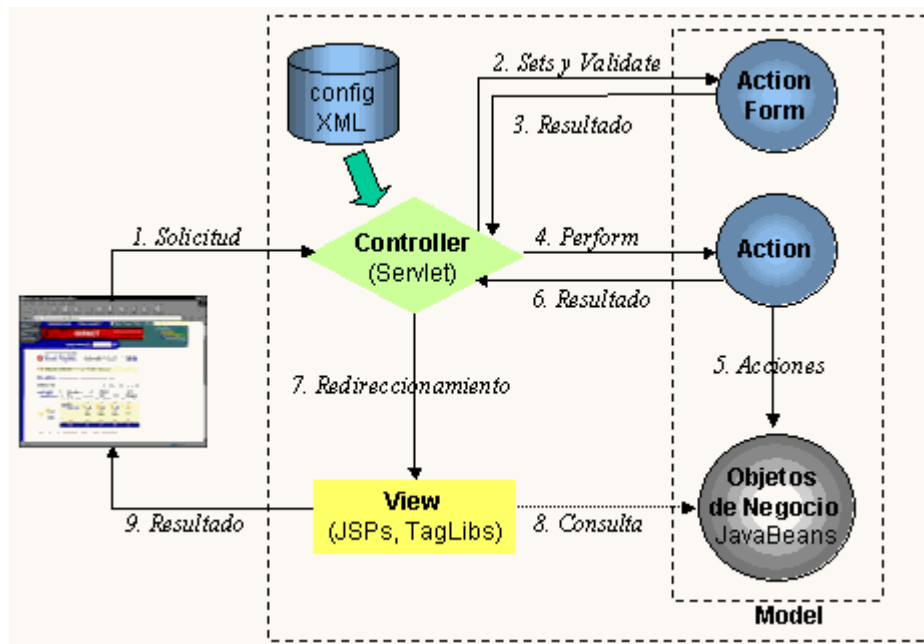 config
XML
2. Sets y Validate
Action
Form
3. Resultado
1. Solicitud
Controller
(Servlet)
4. Perform
Action
6. Resultado
7. Redireccionamiento
5. Acciones
View
(JSPs, TagLibs)
8. Consulta
Objetos
de Negocio
JavaBeans
9. Resultado
Model